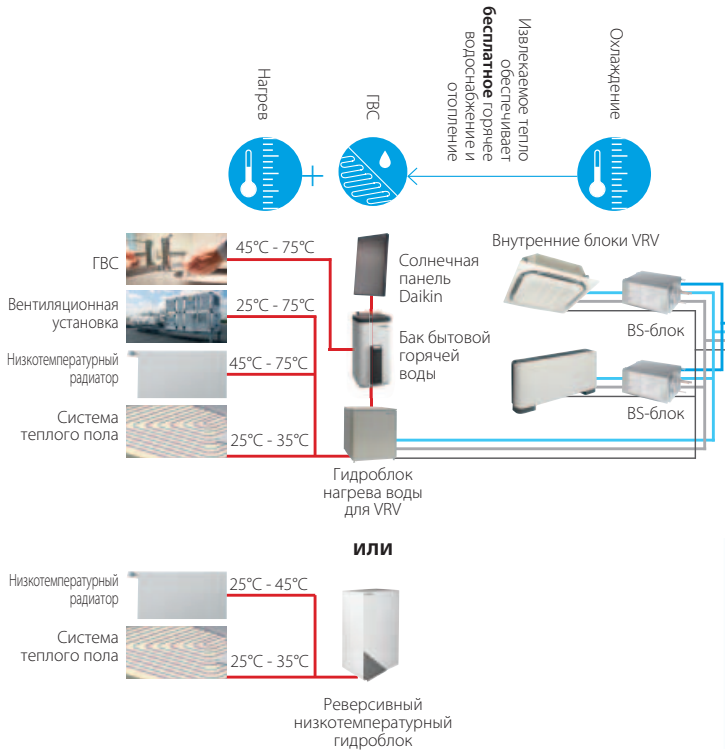 Нагрев
ГВС
Извлекаемое тепло
обеспечивает
бесплатное горячее
водоснабжение и
отопление
Охлаждение
ГВС
45°C - 75°C
Вентиляционная
установка
25°C - 75°C
Низкотемпературный
радиатор
45°C - 75°C
Система
теплого пола
25°C - 35°C
Солнечная
панель
Daikin
Бак бытовой
горячей
воды
Гидроблок
нагрева воды
для VRV
Внутренние блоки VRV
BS-блок
BS-блок
или
Низкотемпературный
радиатор
25°C - 45°C
Система
теплого пола
25°C - 35°C
Реверсивный
низкотемпературный
гидроблок